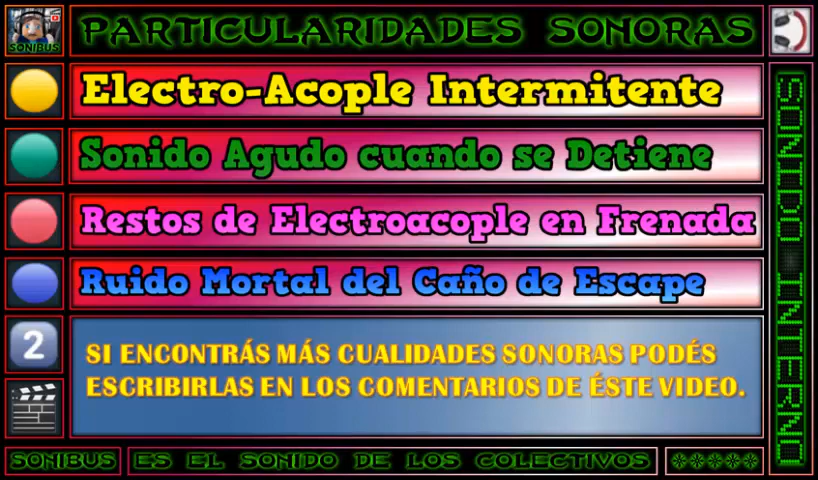 SONIBUS
PARTICULARIDADES SONORAS
Electro-Acople Intermitente
Sonido Agudo cuando se Detiene
Restos de Electroacople en Frenada
Ruido Mortal del Caño de Escape
2
SI ENCONTRÁS MÁS CUALIDADES SONORAS PODÉS
ESCRIBIRLAS EN LOS COMENTARIOS DE ÉSTE VIDEO.
SONIDO INTERNO
SONIBUS
ES EL SONIDO DE LOS COLECTIVOS
*****